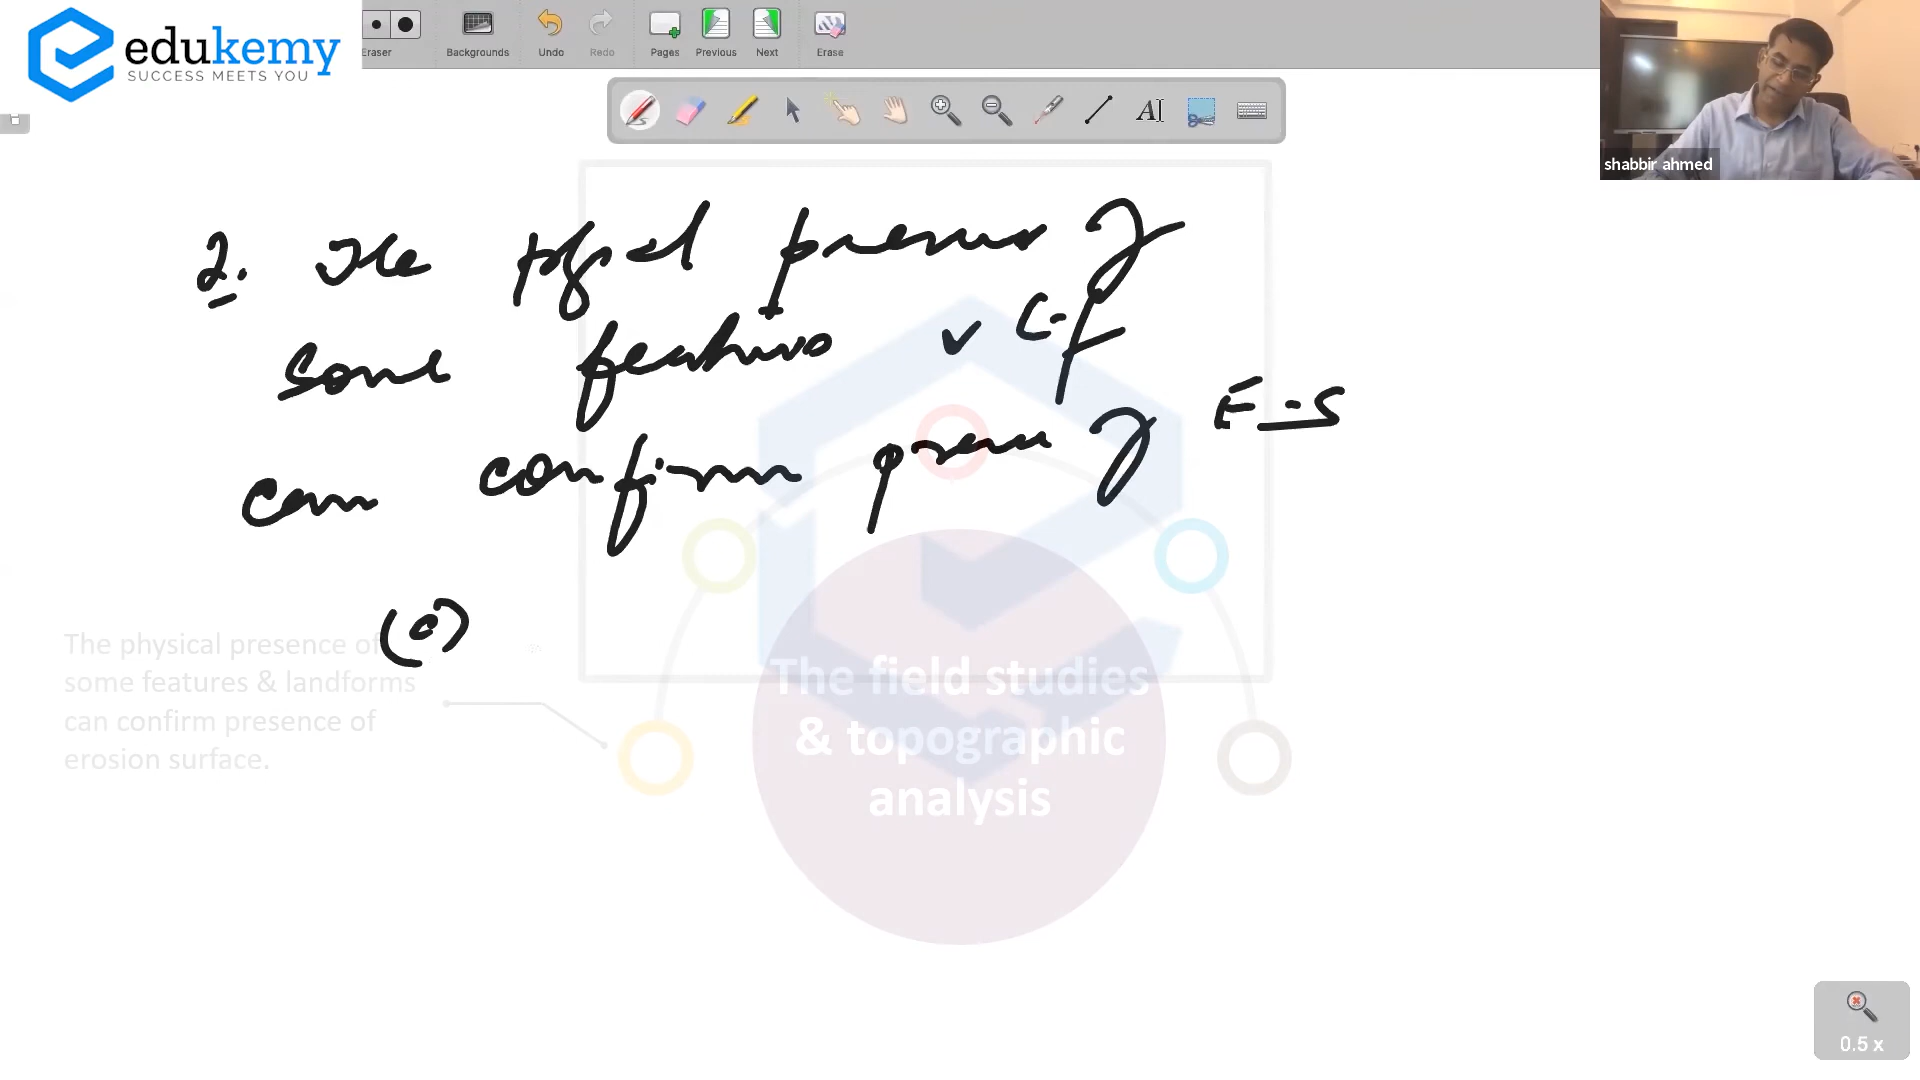 edukemy
SUCCESS MEETS YOU
Eraser
Backgrounds
Undo
Redo
Pages
Previous
Next
Erase
shabbir ahmed
2. The presence of
some features L-f
can confirm presence of E-S
(a)
The physical presence of
some features & landforms
can confirm presence of
erosion surface.
The field studies
& topographic
analysis
0.5 x